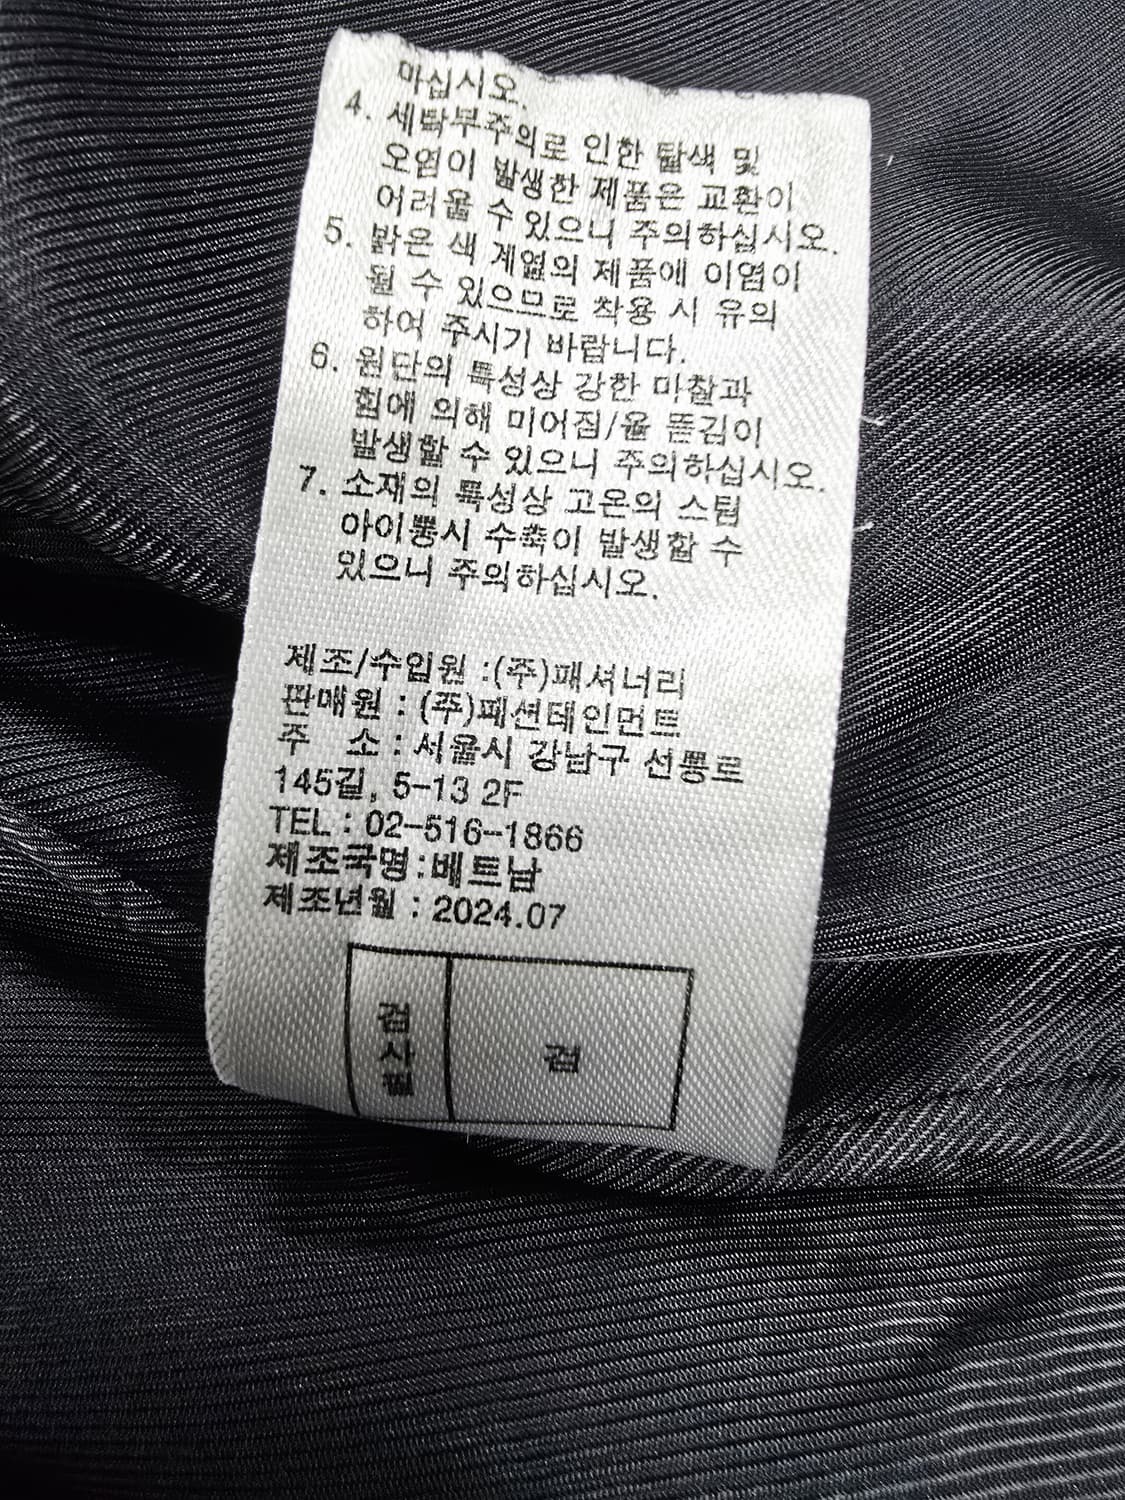 마십시오.
4. 세탁부주의로 인한 탈색 및
오염이 발생한 제품은 교환이
어려울 수 있으니 주의하십시오.
5. 밝은 색 계열의 제품에 이염이
될 수 있으므로 착용 시 유의
하여 주시기 바랍니다.
6. 원단의 특성상 강한 마찰과
힘에 의해 미어짐/올 뜯김이
발생할 수 있으니 주의하십시오.
7. 소재의 특성상 고온의 스팀
아이롱시 수축이 발생할 수
있으니 주의하십시오.
제조/수입원 :(주)패셔너리
판매원 : (주)패션테인먼트
주 소 : 서울시 강남구 선릉로
145길, 5-13 2F
TEL : 02-516-1866
제조국명:베트남
제조년월 : 2024.07
검사필
검